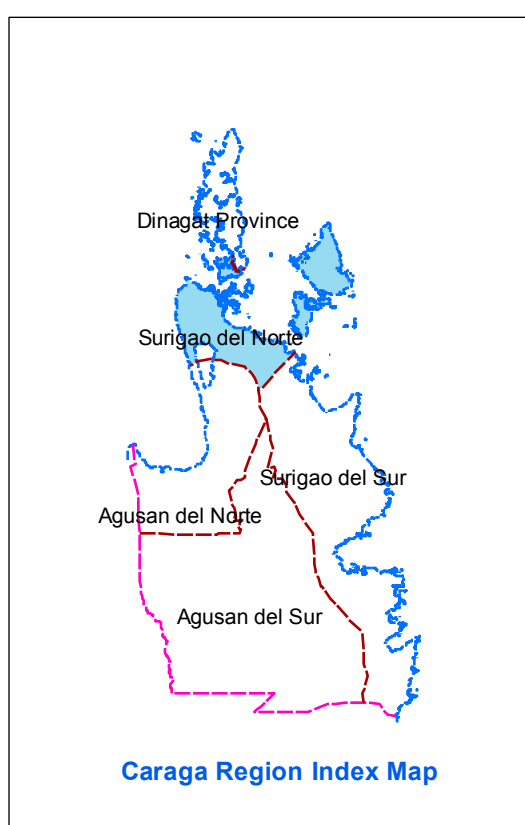 Dinagat Province
Surigao del Norte
Surigao del Sur
Agusan del Norte
Agusan del Sur
Caraga Region Index Map